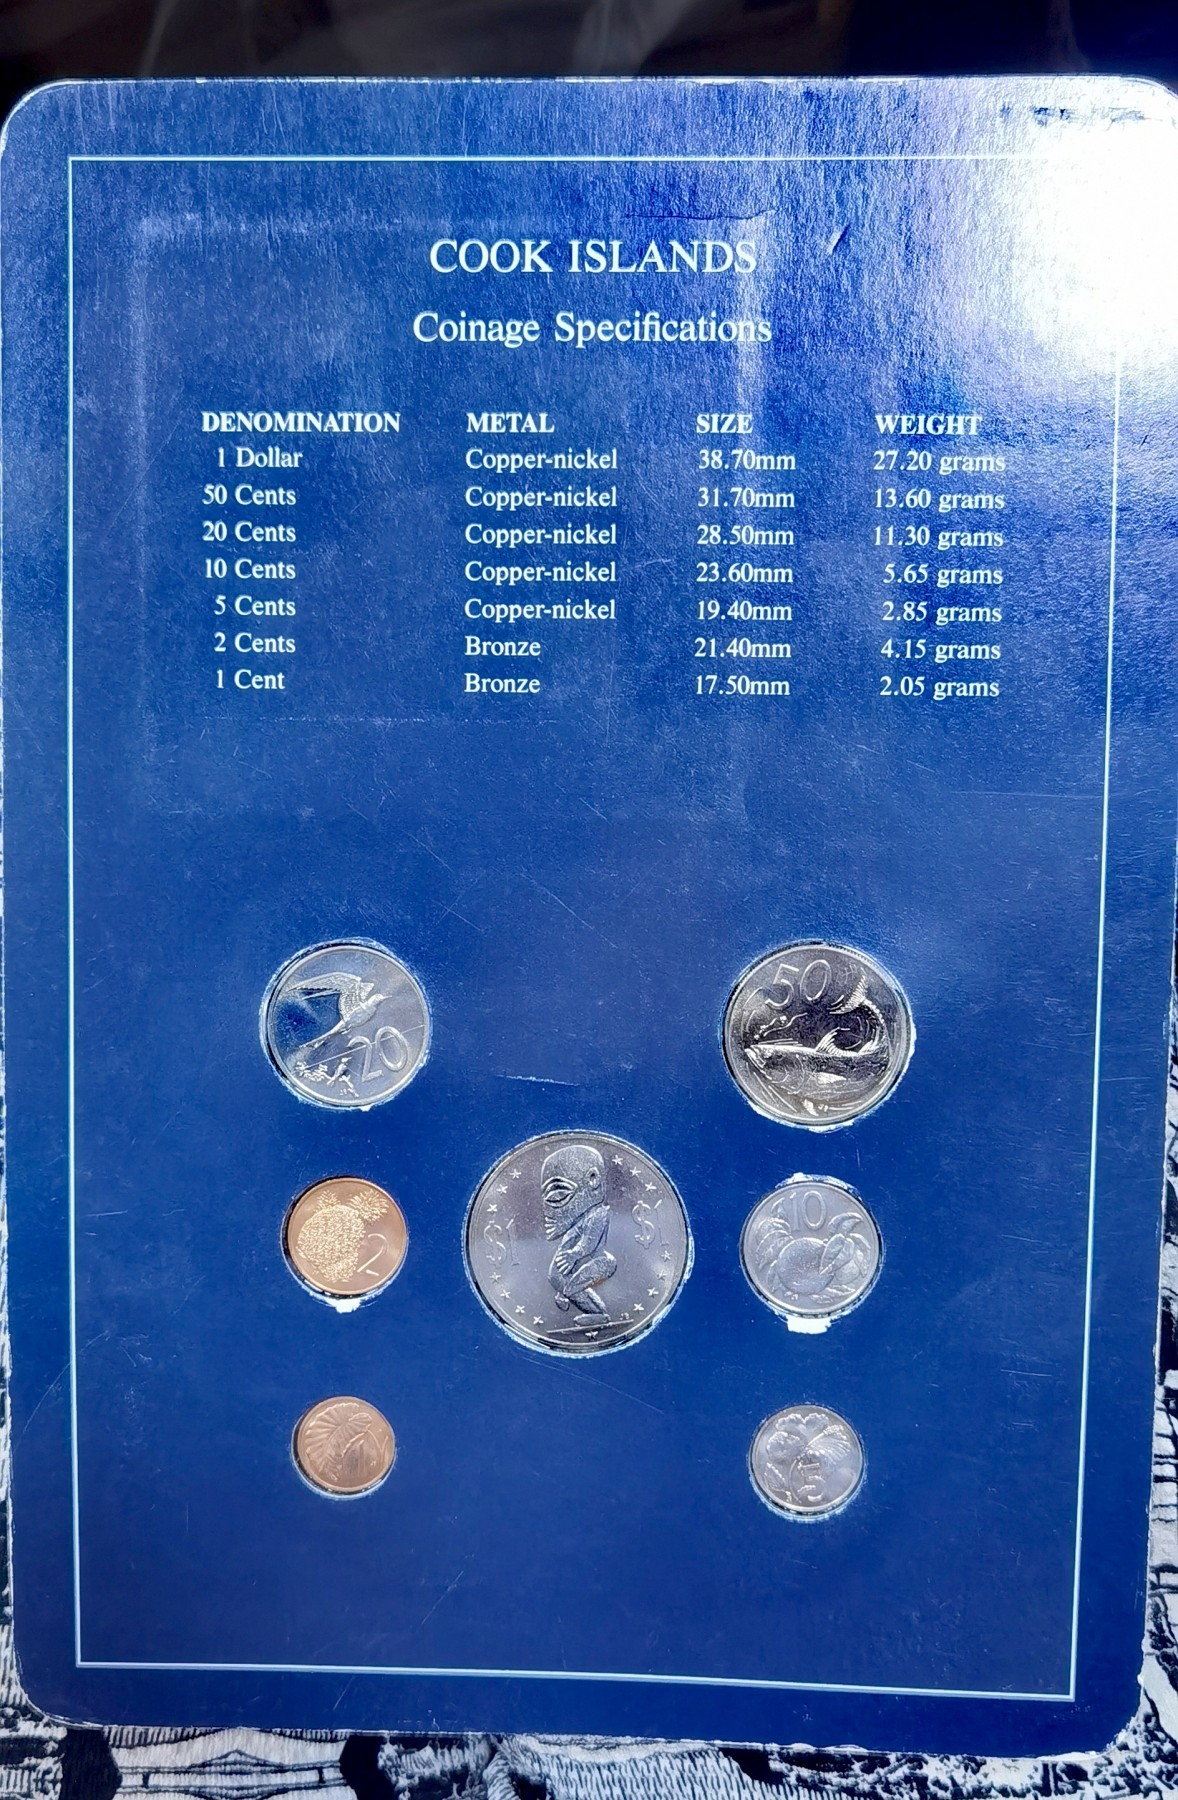 COOK ISLANDS
Coinage Specifications
DENOMINATION METAL SIZE WEIGHT
1 Dollar Copper-nickel 38.70mm 27.20 grams
50 Cents Copper-nickel 31.70mm 13.60 grams
20 Cents Copper-nickel 28.50mm 11.30 grams
10 Cents Copper-nickel 23.60mm 5.65 grams
5 Cents Copper-nickel 19.40mm 2.85 grams
2 Cents Bronze 21.40mm 4.15 grams
1 Cent Bronze 17.50mm 2.05 grams
20
50
2
$1 $1
10
5